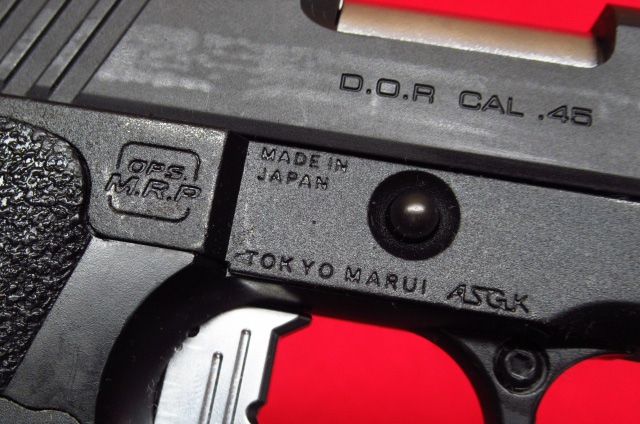 D.O.R CAL .45
OPS.
M.R.P
MADE IN
JAPAN
TOKYO MARUI ASGK